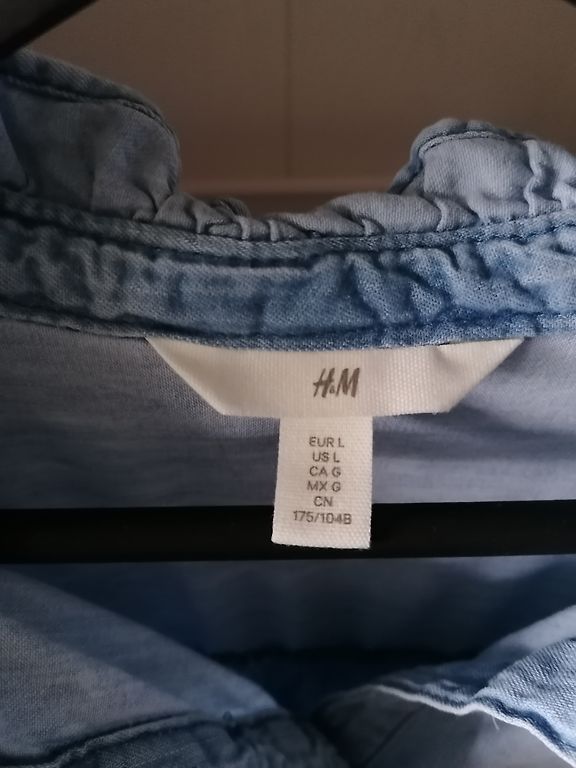 H&M
EUR L
US L
CA G
MX G
CN
175/104B